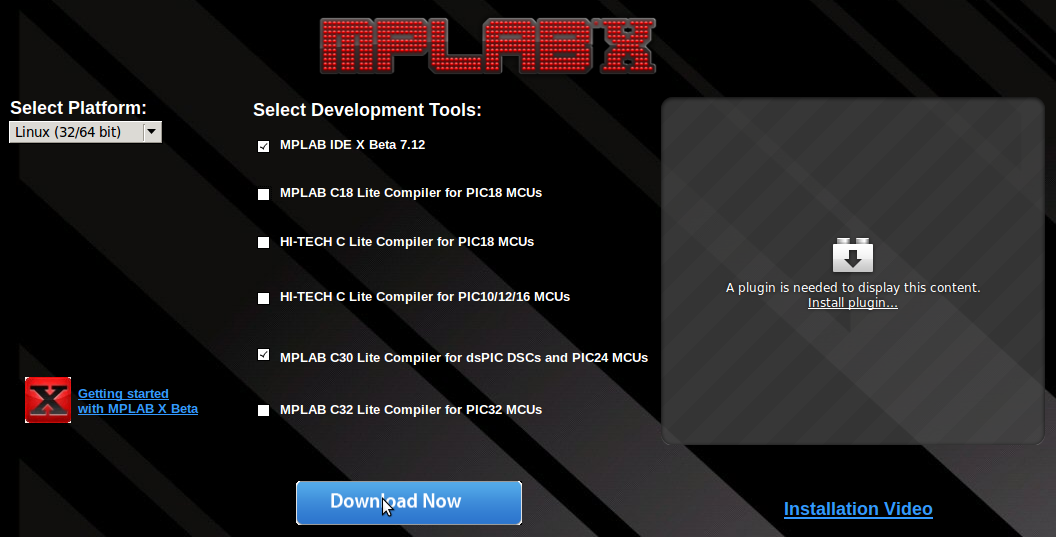 MPLAB X
Select Platform:
Linux (32/64 bit)
Select Development Tools:
MPLAB IDE X Beta 7.12
MPLAB C18 Lite Compiler for PIC18 MCUs
HI-TECH C Lite Compiler for PIC18 MCUs
HI-TECH C Lite Compiler for PIC10/12/16 MCUs
MPLAB C30 Lite Compiler for dsPIC DSCs and PIC24 MCUs
MPLAB C32 Lite Compiler for PIC32 MCUs
Getting started
with MPLAB X Beta
Download Now
A plugin is needed to display this content.
Install plugin...
Installation Video